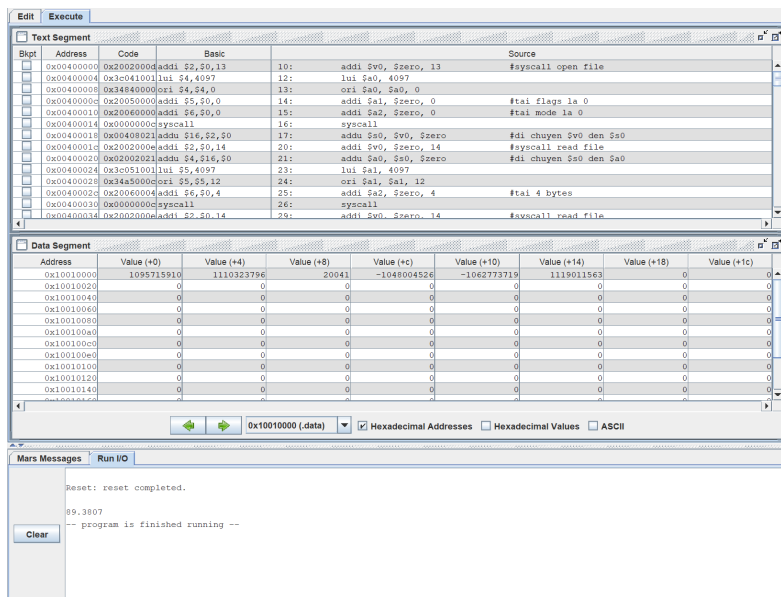 Edit Execute
Text Segment
Bkpt Address Code Basic Source
0x00400000 0x2002000d addi $2,$0,13 10: addi $v0, $zero, 13 #syscall open file
0x00400004 0x3c041001 lui $4,4097 12: lui $a0, 4097
0x00400008 0x34840000 ori $4,$4,0 13: ori $a0, $a0, 0
0x0040000c 0x20050000 addi $5,$0,0 14: addi $a1, $zero, 0 #tai flags la 0
0x00400010 0x20060000 addi $6,$0,0 15: addi $a2, $zero, 0 #tai mode la 0
0x00400014 0x0000000c syscall 16: syscall
0x00400018 0x00408021 addu $16,$2,$0 17: addu $s0, $v0, $zero #di chuyen $v0 den $s0
0x0040001c 0x2002000e addi $2,$0,14 20: addi $v0, $zero, 14 #syscall read file
0x00400020 0x02002021 addu $4,$16,$0 21: addu $a0, $s0, $zero #di chuyen $s0 den $a0
0x00400024 0x3c051001 lui $5,4097 23: lui $a1, 4097
0x00400028 0x34a5000c ori $5,$5,12 24: ori $a1, $a1, 12
0x0040002c 0x20060004 addi $6,$0,4 25: addi $a2, $zero, 4 #tai 4 bytes
0x00400030 0x0000000c syscall 26: syscall
0x00400034 0x2002000e addi $2,$0,14 29: addi $v0, $zero, 14 #syscall read file
Data Segment
Address Value (+0) Value (+4) Value (+8) Value (+c) Value (+10) Value (+14) Value (+18) Value (+1c)
0x10010000 1095715910 1110323796 20041 -1048004526 -1062773719 1119011563 0 0
0x10010020 0 0 0 0 0 0 0 0
0x10010040 0 0 0 0 0 0 0 0
0x10010060 0 0 0 0 0 0 0 0
0x10010080 0 0 0 0 0 0 0 0
0x100100a0 0 0 0 0 0 0 0 0
0x100100c0 0 0 0 0 0 0 0 0
0x100100e0 0 0 0 0 0 0 0 0
0x10010100 0 0 0 0 0 0 0 0
0x10010120 0 0 0 0 0 0 0 0
0x10010140 0 0 0 0 0 0 0 0
0x10010000 (.data) Hexadecimal Addresses Hexadecimal Values ASCII
Mars Messages Run I/O
Reset: reset completed.
89.3807
-- program is finished running --
Clear